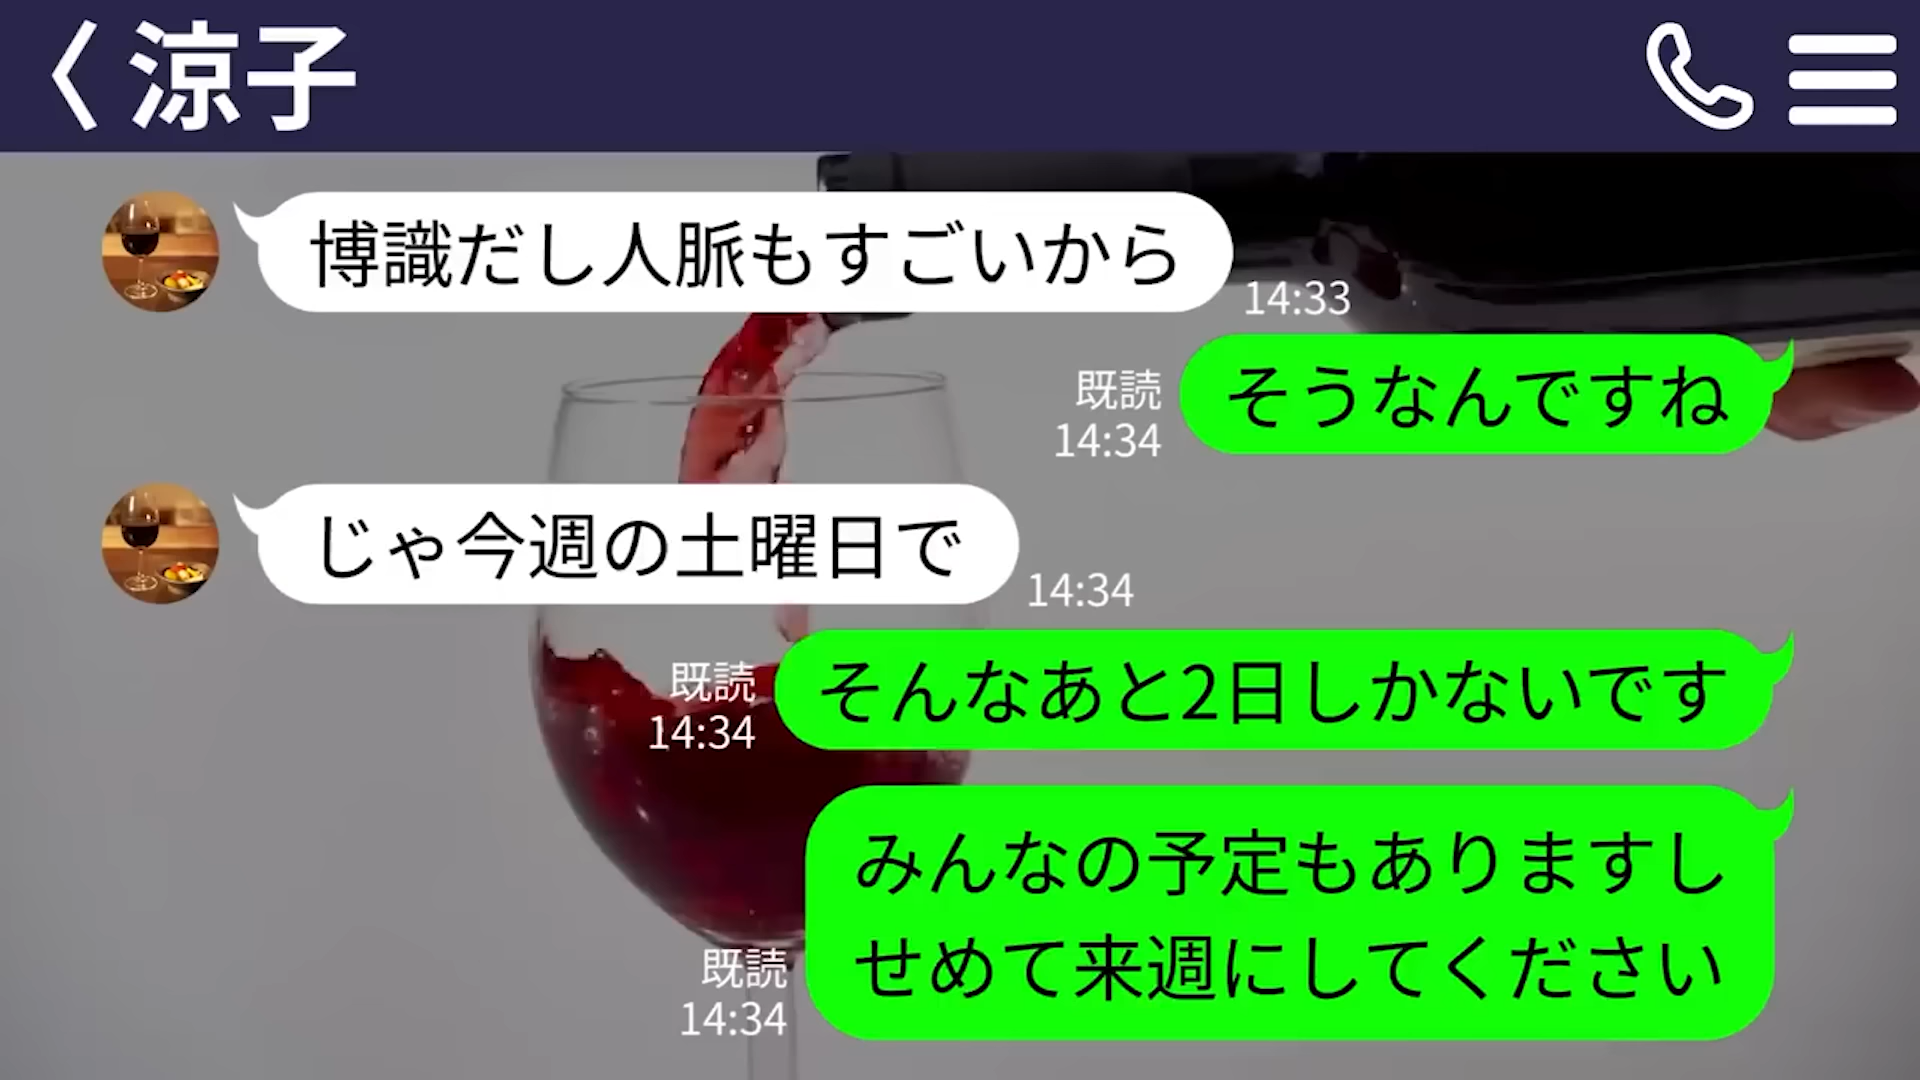 涼子
博識だし人脈もすごいから
14:33
そうなんですね
既読
14:34
じゃ今週の土曜日で
14:34
そんなあと2日しかないです
既読
14:34
みんなの予定もありますし
せめて来週にしてください
既読
14:34